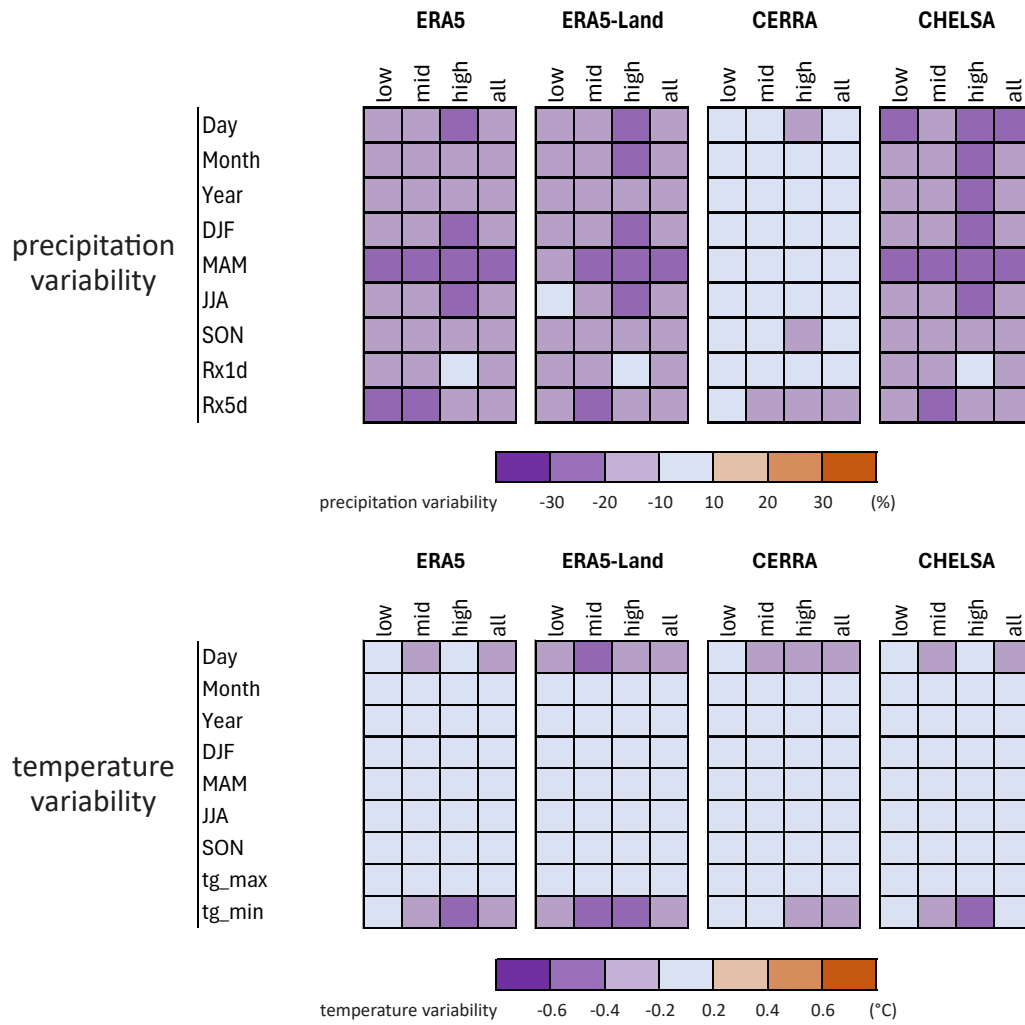 ERA5 ERA5-Land CERRA CHELSA
low mid high all low mid high all low mid high all low mid high all
precipitation
variability
Day
Month
Year
DJF
MAM
JJA
SON
Rx1d
Rx5d
precipitation variability -30 -20 -10 10 20 30 (%)
ERA5 ERA5-Land CERRA CHELSA
low mid high all low mid high all low mid high all low mid high all
temperature
variability
Day
Month
Year
DJF
MAM
JJA
SON
tg_max
tg_min
temperature variability -0.6 -0.4 -0.2 0.2 0.4 0.6 (°C)